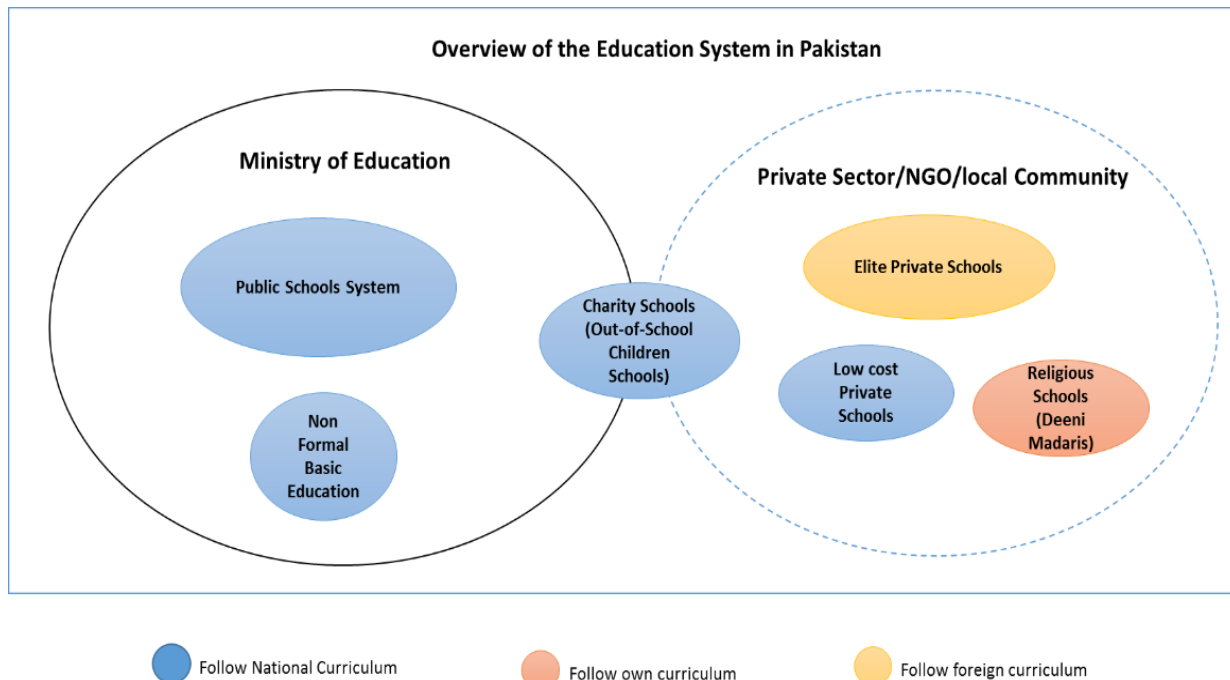 Overview of the Education System in Pakistan
Ministry of Education
Public Schools System
Non
Formal
Basic
Education
Charity Schools
(Out-of-School
Children
Schools)
Private Sector/NGO/local Community
Elite Private Schools
Low cost
Private
Schools
Religious
Schools
(Deeni
Madaris)
Follow National Curriculum
Follow own curriculum
Follow foreign curriculum